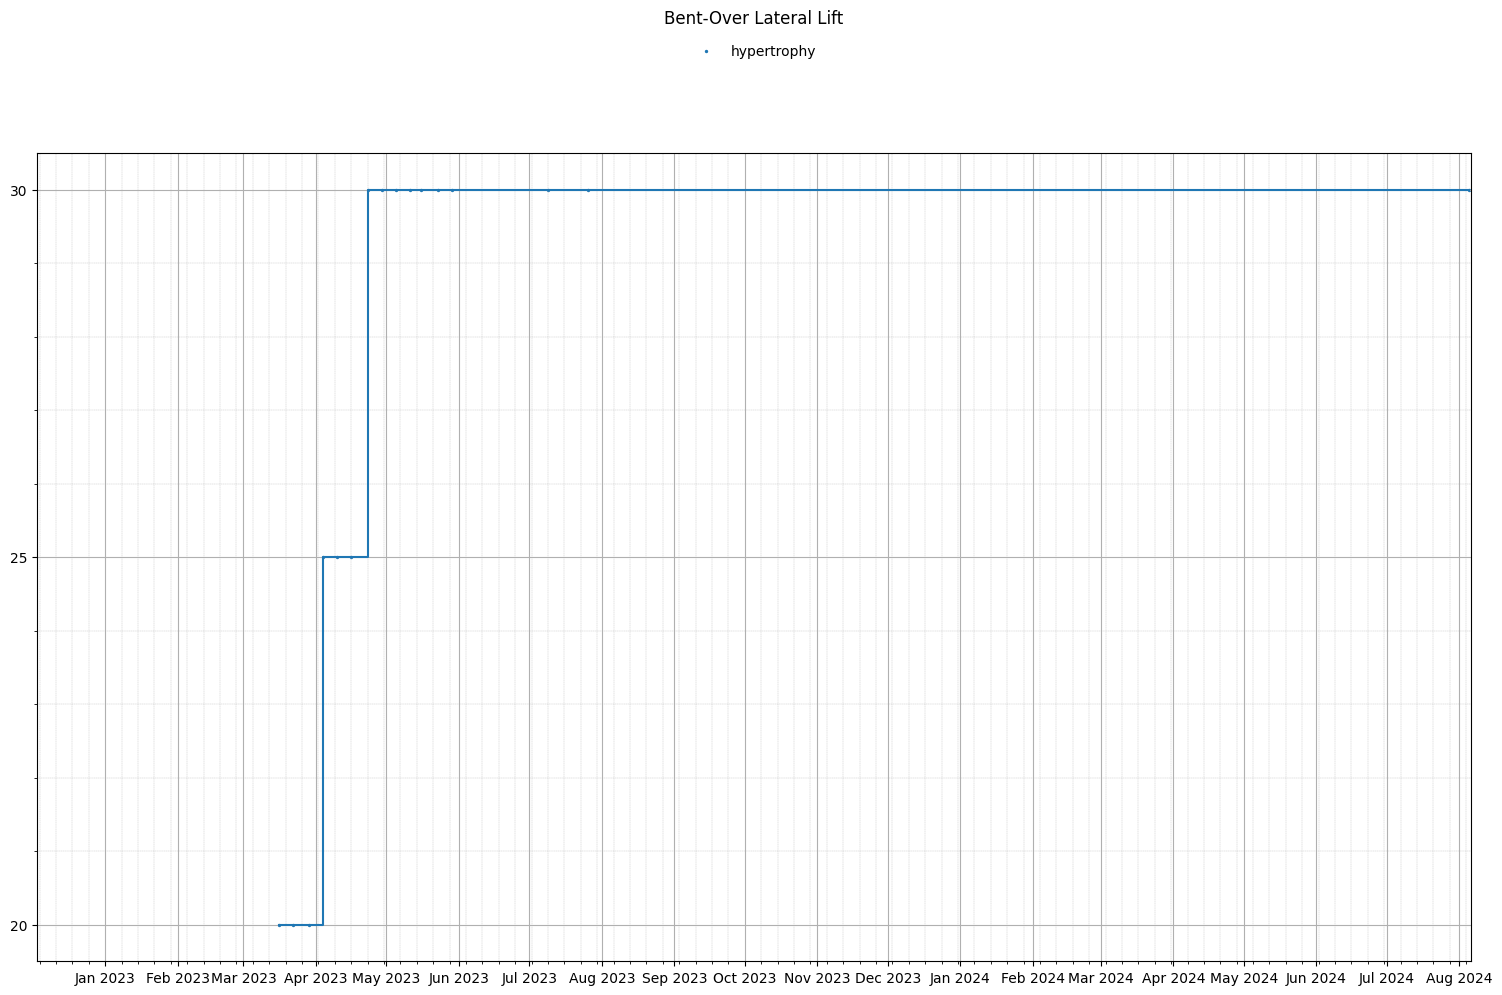 Bent-Over Lateral Lift
hypertrophy
30
25
20
Jan 2023 Feb 2023 Mar 2023 Apr 2023 May 2023 Jun 2023 Jul 2023 Aug 2023 Sep 2023 Oct 2023 Nov 2023 Dec 2023 Jan 2024 Feb 2024 Mar 2024 Apr 2024 May 2024 Jun 2024 Jul 2024 Aug 2024